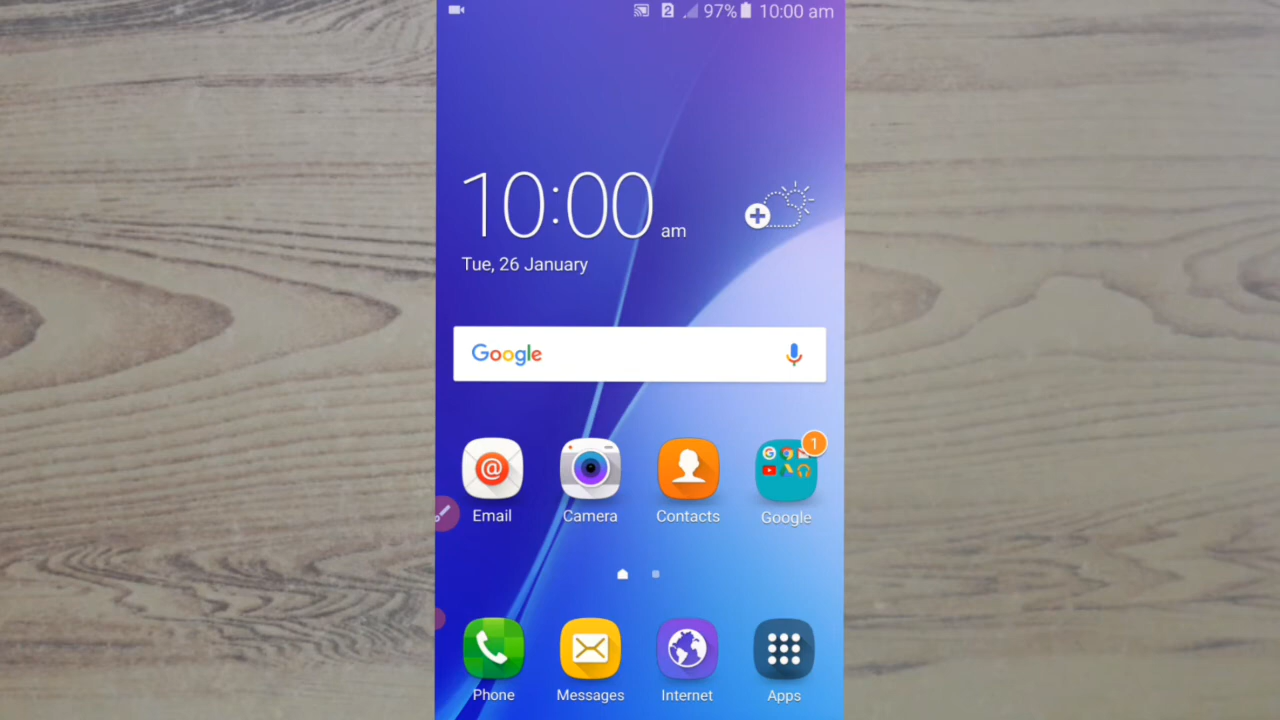 2 97% 10:00 am
10:00 am
Tue, 26 January
Google
1
Email Camera Contacts Google
Phone Messages Internet Apps